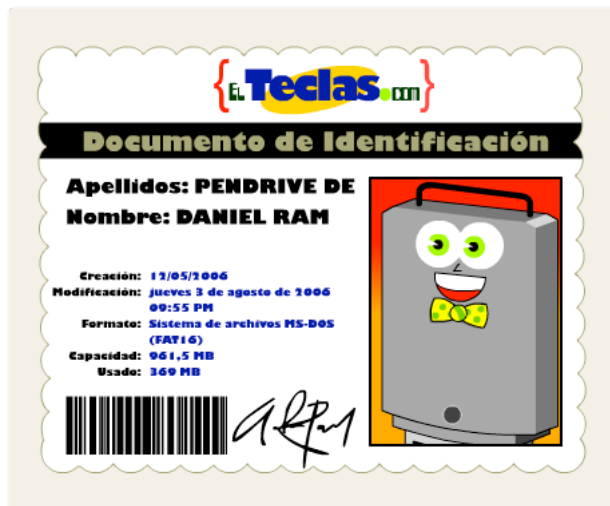 {EL Teclas.com}
Documento de Identificación
Apellidos: PENDRIVE DE
Nombre: DANIEL RAM
Creación: 12/05/2006
Modificación: jueves 3 de agosto de 2006
09:55 PM
Formato: Sistema de archivos MS-DOS
(FAT16)
Capacidad: 961,5 MB
Usado: 369 MB